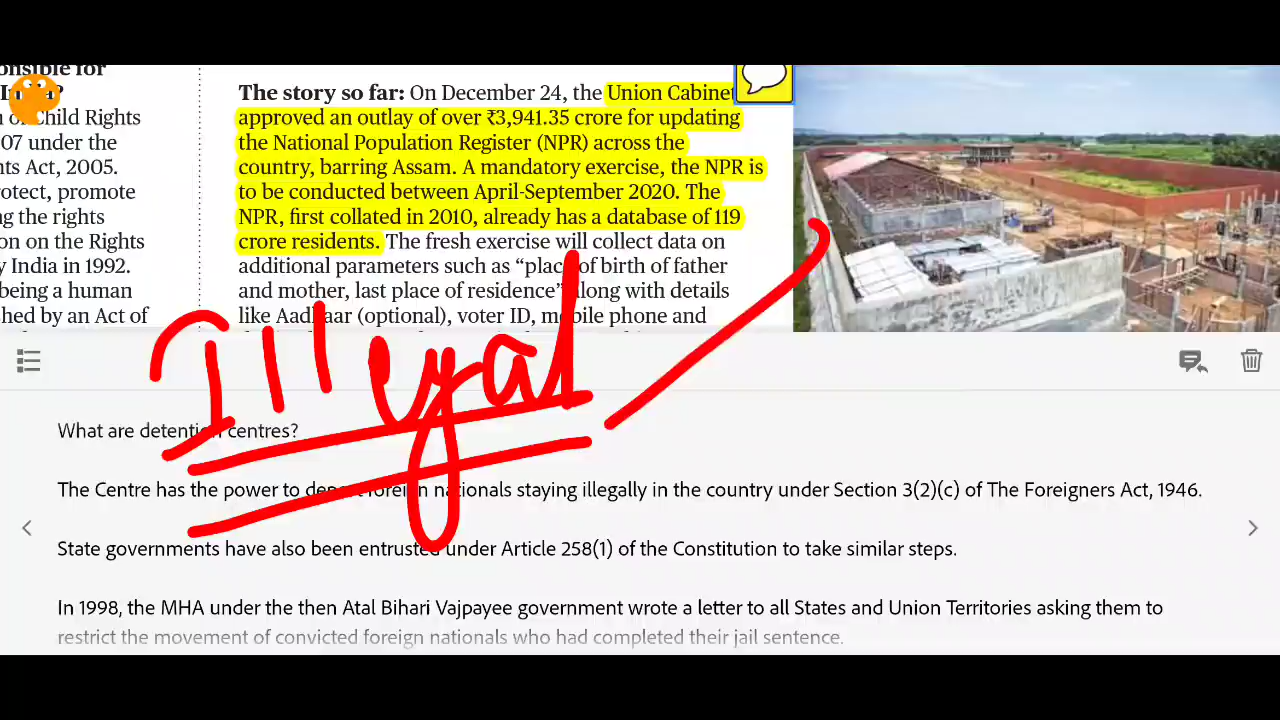 onsible for
India?
n of Child Rights
07 under the
nts Act, 2005.
rotect, promote
ng the rights
on on the Rights
y India in 1992.
being a human
shed by an Act of
The story so far: On December 24, the Union Cabinet
approved an outlay of over ₹3,941.35 crore for updating
the National Population Register (NPR) across the
country, barring Assam. A mandatory exercise, the NPR is
to be conducted between April-September 2020. The
NPR, first collated in 2010, already has a database of 119
crore residents. The fresh exercise will collect data on
additional parameters such as “place of birth of father
and mother, last place of residence” along with details
like Aadhaar (optional), voter ID, mobile phone and
Illegal
What are detention centres?
The Centre has the power to deport foreign nationals staying illegally in the country under Section 3(2)(c) of The Foreigners Act, 1946.
State governments have also been entrusted under Article 258(1) of the Constitution to take similar steps.
In 1998, the MHA under the then Atal Bihari Vajpayee government wrote a letter to all States and Union Territories asking them to
restrict the movement of convicted foreign nationals who had completed their jail sentence.